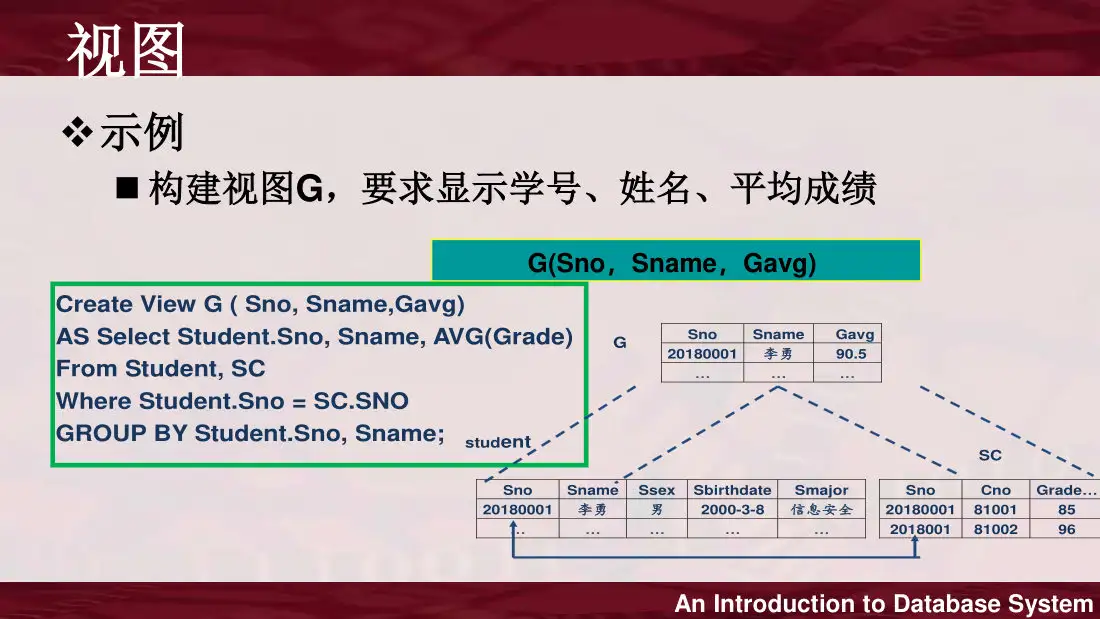 视图
示例
构建视图G，要求显示学号、姓名、平均成绩
G(Sno，Sname，Gavg)
Create View G ( Sno, Sname,Gavg)
AS Select Student.Sno, Sname, AVG(Grade)
From Student, SC
Where Student.Sno = SC.SNO
GROUP BY Student.Sno, Sname;
G
Sno Sname Gavg
20180001 李勇 90.5
… … …
student
Sno Sname Ssex Sbirthdate Smajor
20180001 李勇 男 2000-3-8 信息安全
… … … … …
SC
Sno Cno Grade…
20180001 81001 85
2018001 81002 96
An Introduction to Database System